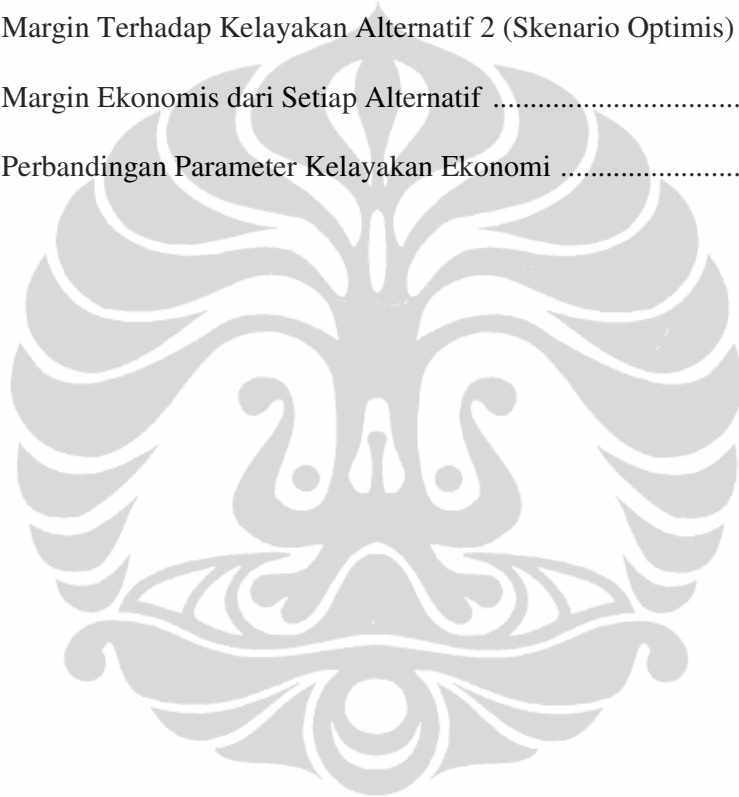 Margin Terhadap Kelayakan Alternatif 2 (Skenario Optimis)
Margin Ekonomis dari Setiap Alternatif .................................
Perbandingan Parameter Kelayakan Ekonomi ........................